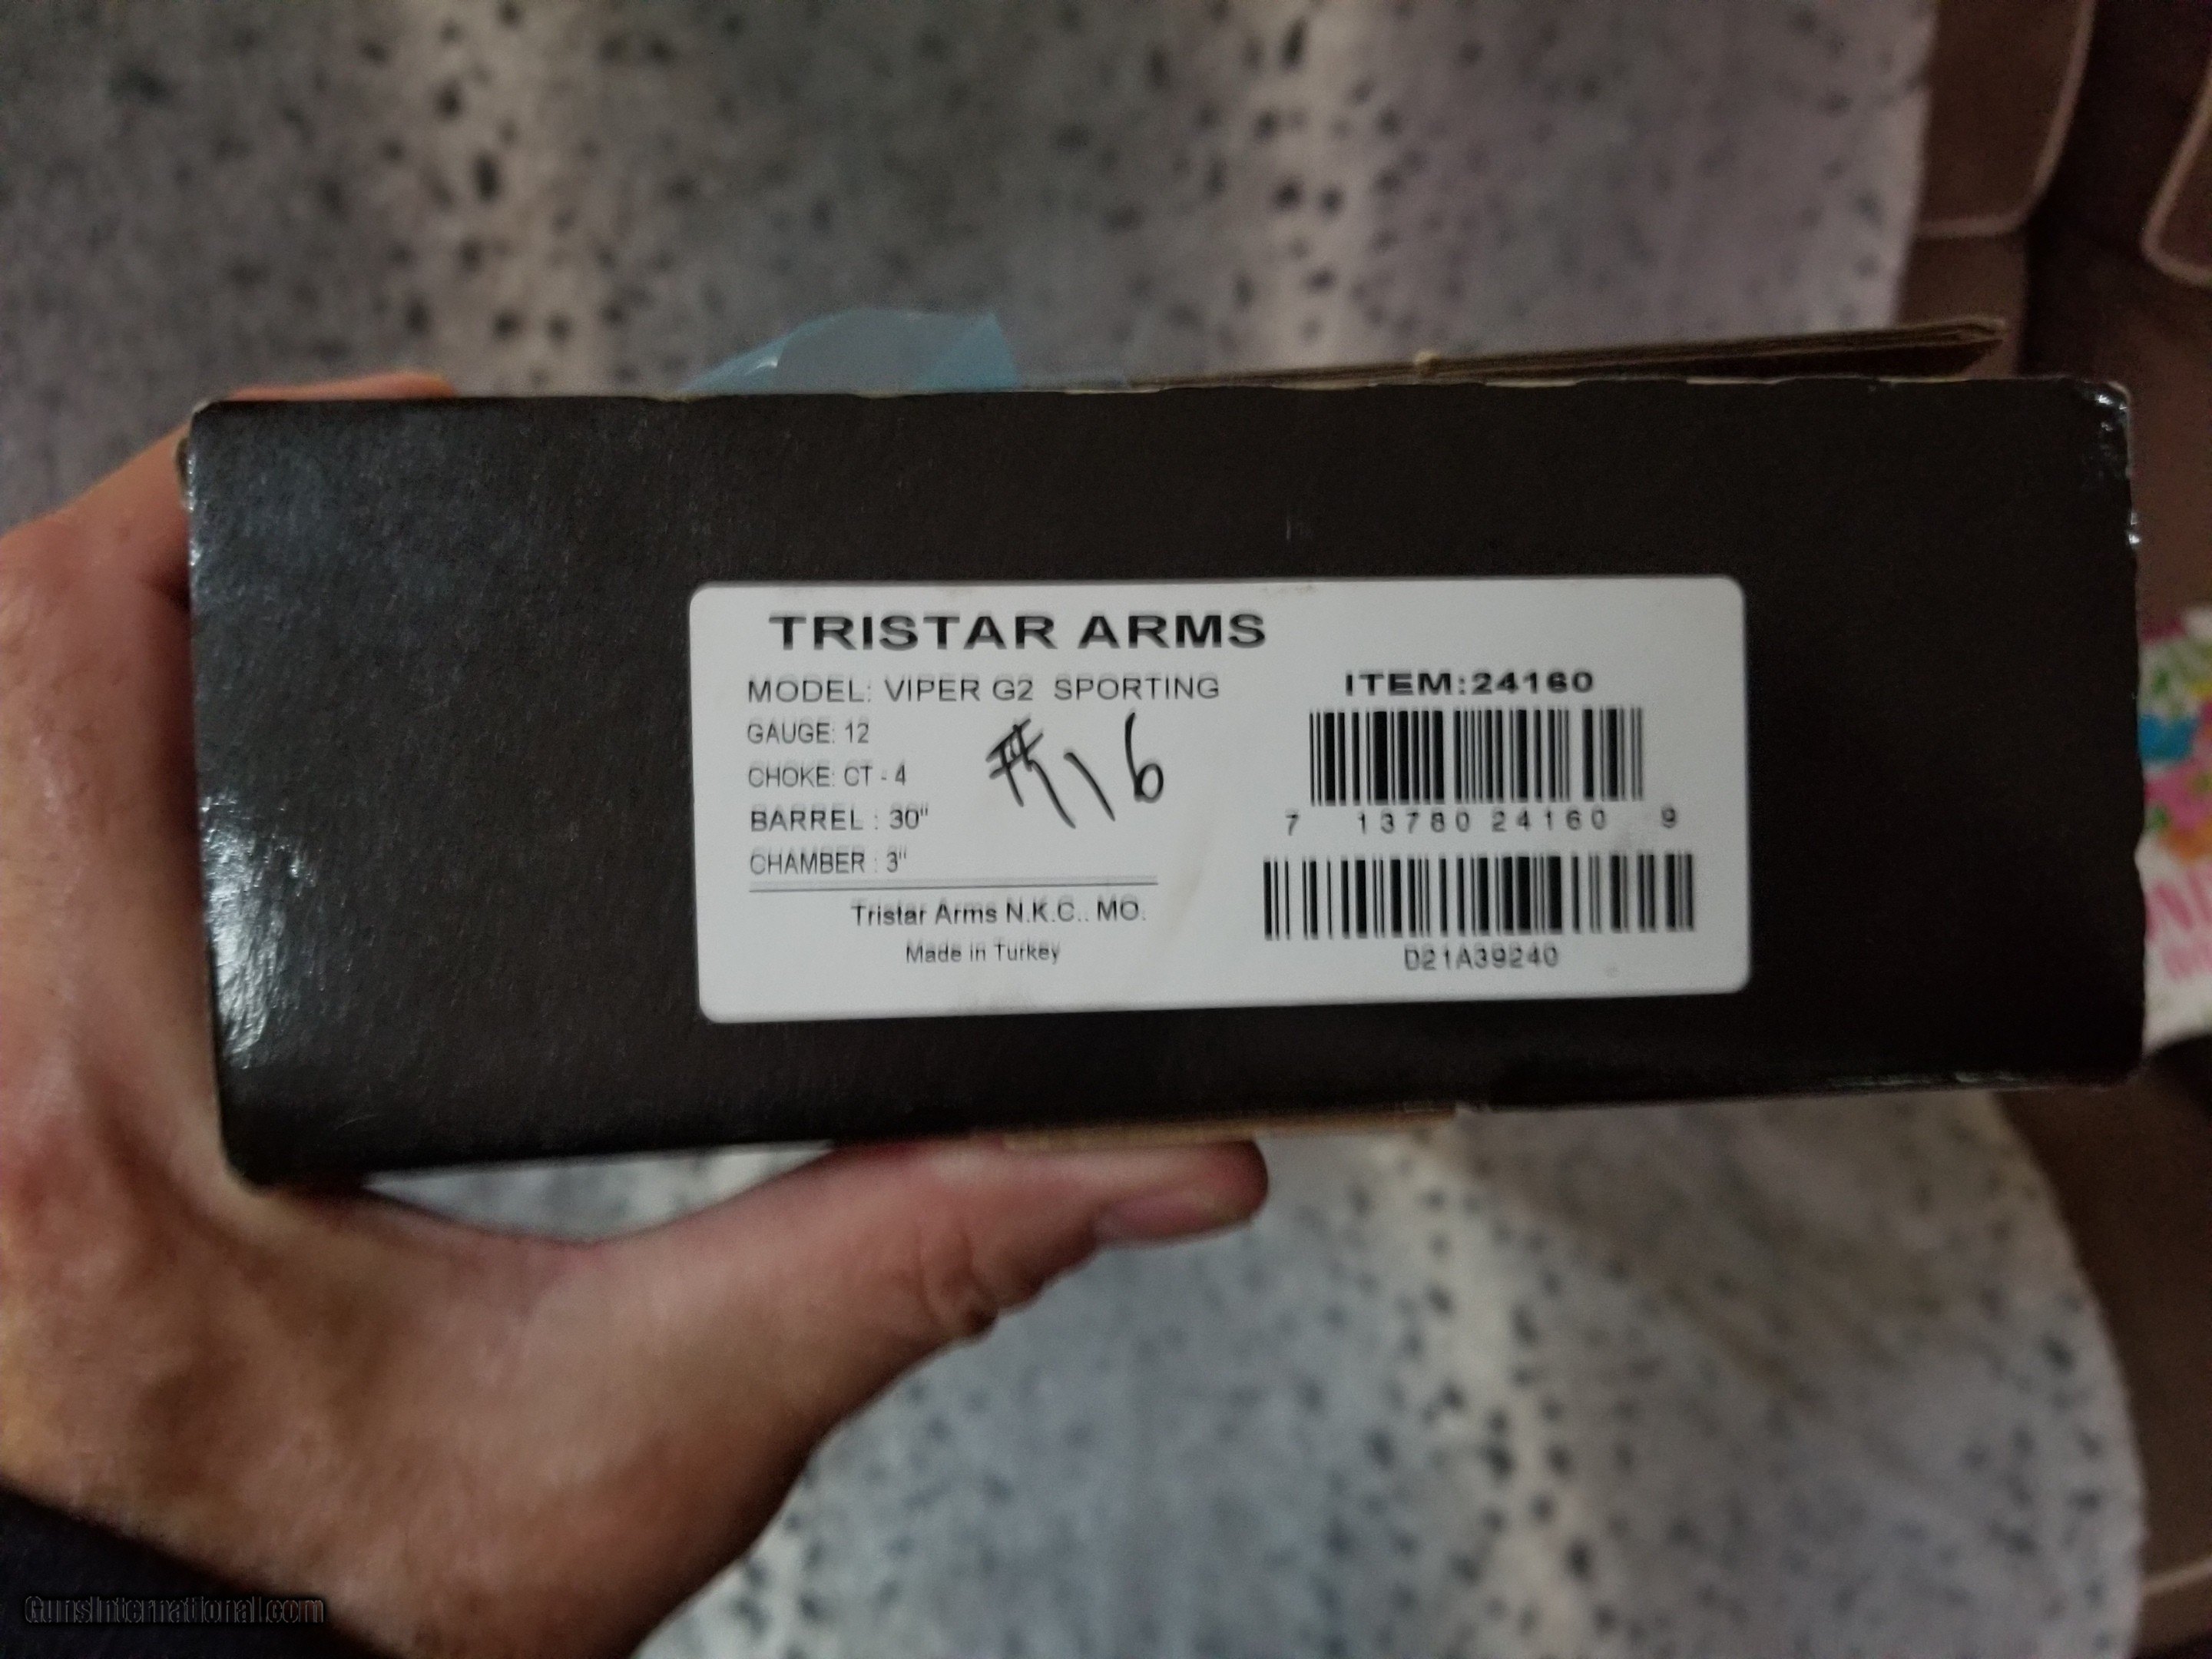 TRISTAR ARMS
MODEL: VIPER G2 SPORTING
GAUGE: 12
CHOKE: CT - 4
BARREL : 30"
CHAMBER : 3"
#16
Tristar Arms N.K.C.. MO.
Made in Turkey
ITEM:24160
7 13780 24160 9
D21A39240
GunsInternational.com